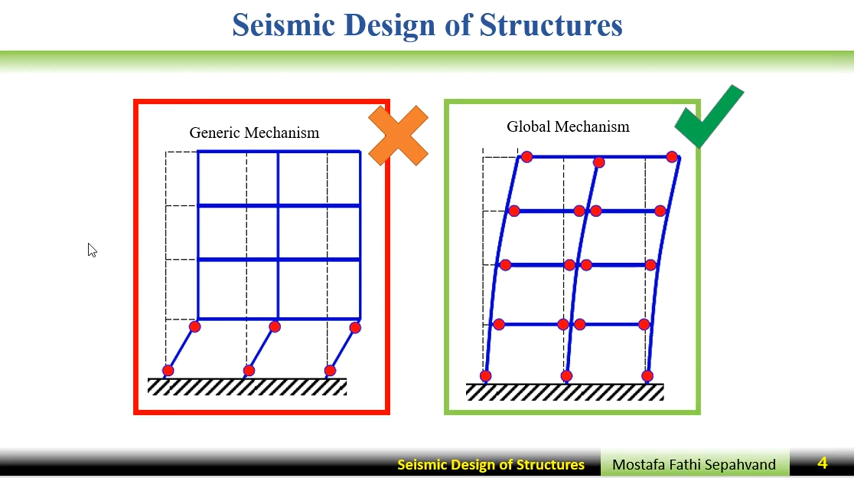 Seismic Design of Structures
Generic Mechanism
Global Mechanism
Seismic Design of Structures
Mostafa Fathi Sepahvand
4